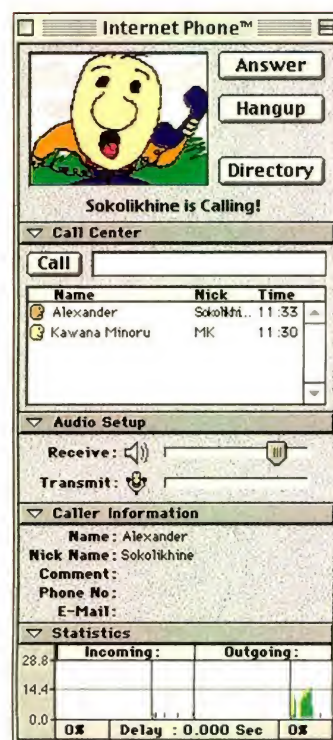 Internet Phone™
Answer
Hangup
Directory
Sokolikhine is Calling!
Call Center
Call
Name Nick Time
Alexander Sokolikhi... 11:33
Kawana Minoru MK 11:30
Audio Setup
Receive:
Transmit:
Caller Information
Name: Alexander
Nick Name: Sokolikhine
Comment:
Phone No:
E-Mail:
Statistics
Incoming: Outgoing:
28.8
14.4
0.0
0% Delay : 0.000 Sec 0%